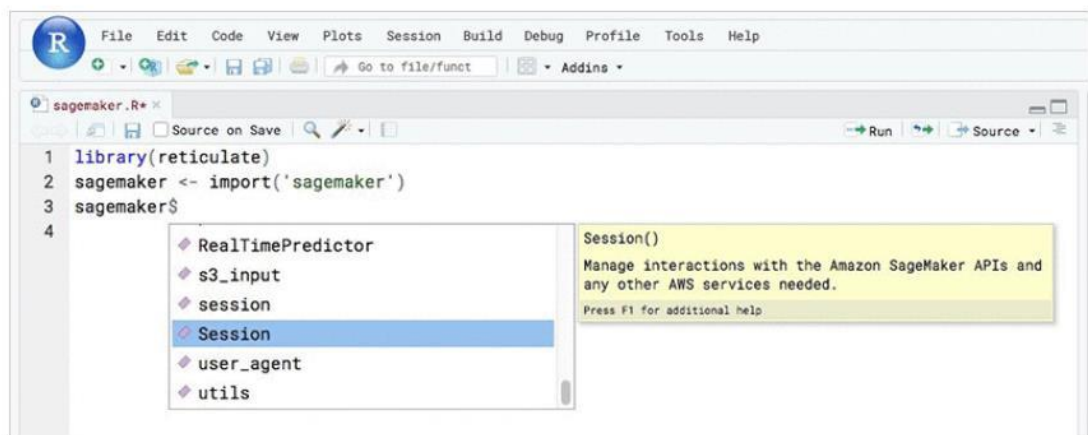 R
File Edit Code View Plots Session Build Debug Profile Tools Help
Go to file/funct Addins
sagemaker.R*
Source on Save Run Source
1 library(reticulate)
2 sagemaker <- import('sagemaker')
3 sagemaker$
4
RealTimePredictor
s3_input
session
Session
user_agent
utils
Session()
Manage interactions with the Amazon SageMaker APIs and
any other AWS services needed.
Press F1 for additional help